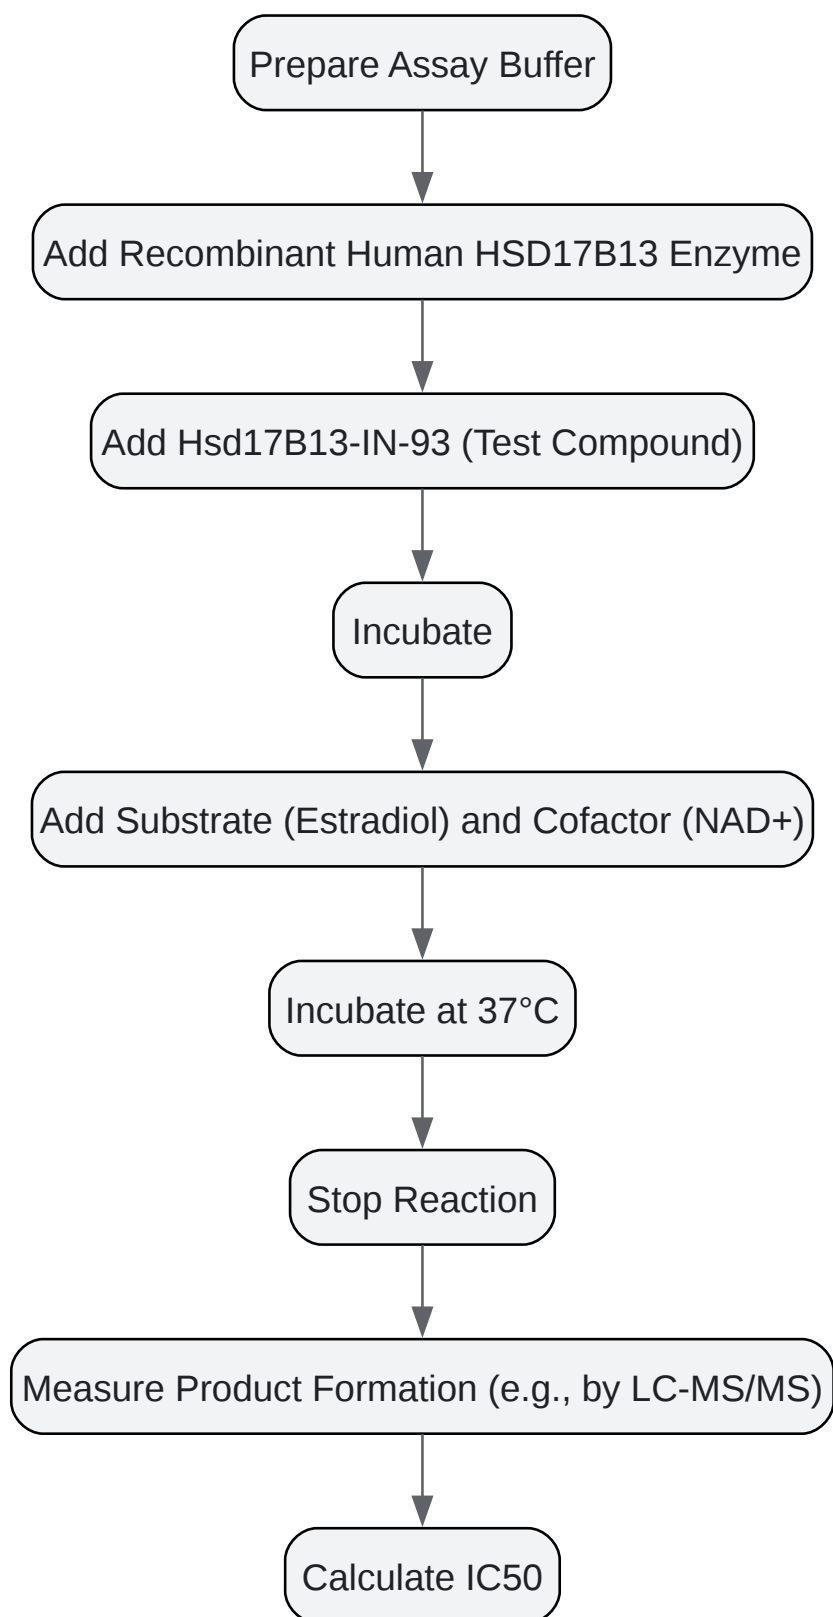 Prepare Assay Buffer
Add Recombinant Human HSD17B13 Enzyme
Add Hsd17B13-IN-93 (Test Compound)
Incubate
Add Substrate (Estradiol) and Cofactor (NAD+)
Incubate at 37°C
Stop Reaction
Measure Product Formation (e.g., by LC-MS/MS)
Calculate IC50